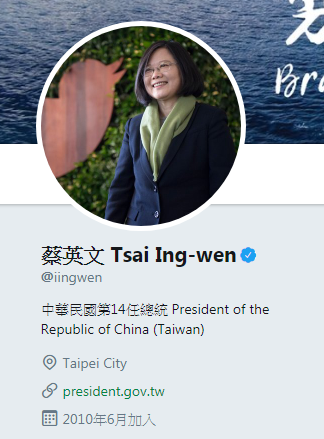 Bra
蔡英文 Tsai Ing-wen
@iingwen
中華民國第14任總統 President of the
Republic of China (Taiwan)
Taipei City
president.gov.tw
2010年6月加入